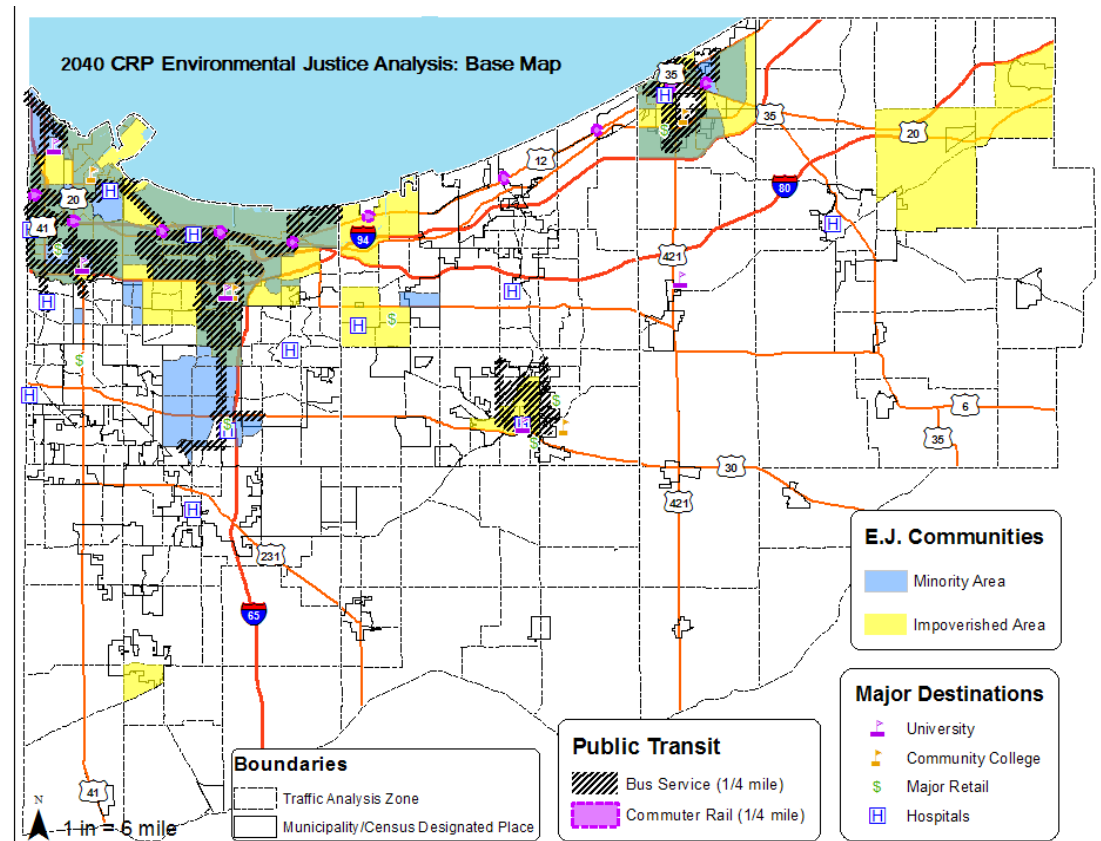 2040 CRP Environmental Justice Analysis: Base Map
35
H
20
41
H
H
H
12
94
35
20
80
H
421
H
H
H
H
H
H
$
$
$
$
$
$
$
6
35
30
421
H
231
65
41
N
1 in = 6 mile
Boundaries
Traffic Analysis Zone
Municipality/Census Designated Place
Public Transit
Bus Service (1/4 mile)
Commuter Rail (1/4 mile)
E.J. Communities
Minority Area
Impoverished Area
Major Destinations
University
Community College
$ Major Retail
H Hospitals